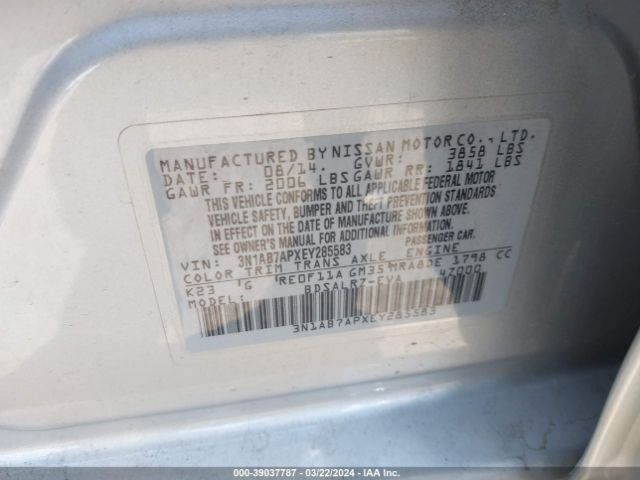 MANUFACTURED BY NISSAN MOTOR CO., LTD.
DATE: 08/14. GVWR: 3858 LBS
GAWR FR: 2006 LBS GAWR RR: 1841 LBS
THIS VEHICLE CONFORMS TO ALL APPLICABLE FEDERAL MOTOR
VEHICLE SAFETY, BUMPER AND THEFT PREVENTION STANDARDS
IN EFFECT ON THE DATE OF MANUFACTURE SHOWN ABOVE.
SEE OWNER'S MANUAL FOR ADDITIONAL INFORMATION.
VIN: 3N1AB7APXEY285583 PASSENGER CAR.
COLOR TRIM TRANS AXLE ENGINE
K23 G RE0F11A GM35 MRA8DE 1798 CC
BDSALR7-EVA 47000
3N1AB7APXEY285583
000-39037787 - 03/22/2024 - IAA Inc.